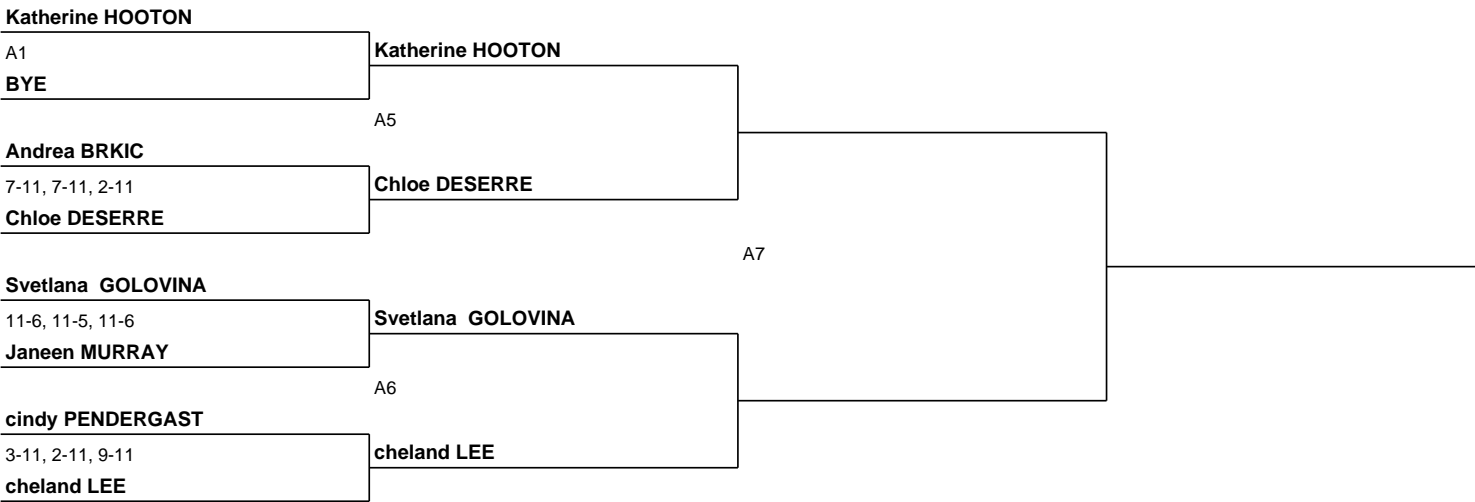 Katherine HOOTON
A1
BYE
Katherine HOOTON
A5
Andrea BRKIC
7-11, 7-11, 2-11
Chloe DESERRE
Chloe DESERRE
A7
Svetlana  GOLOVINA
11-6, 11-5, 11-6
Janeen MURRAY
Svetlana  GOLOVINA
A6
cindy PENDERGAST
3-11, 2-11, 9-11
cheland LEE
cheland LEE